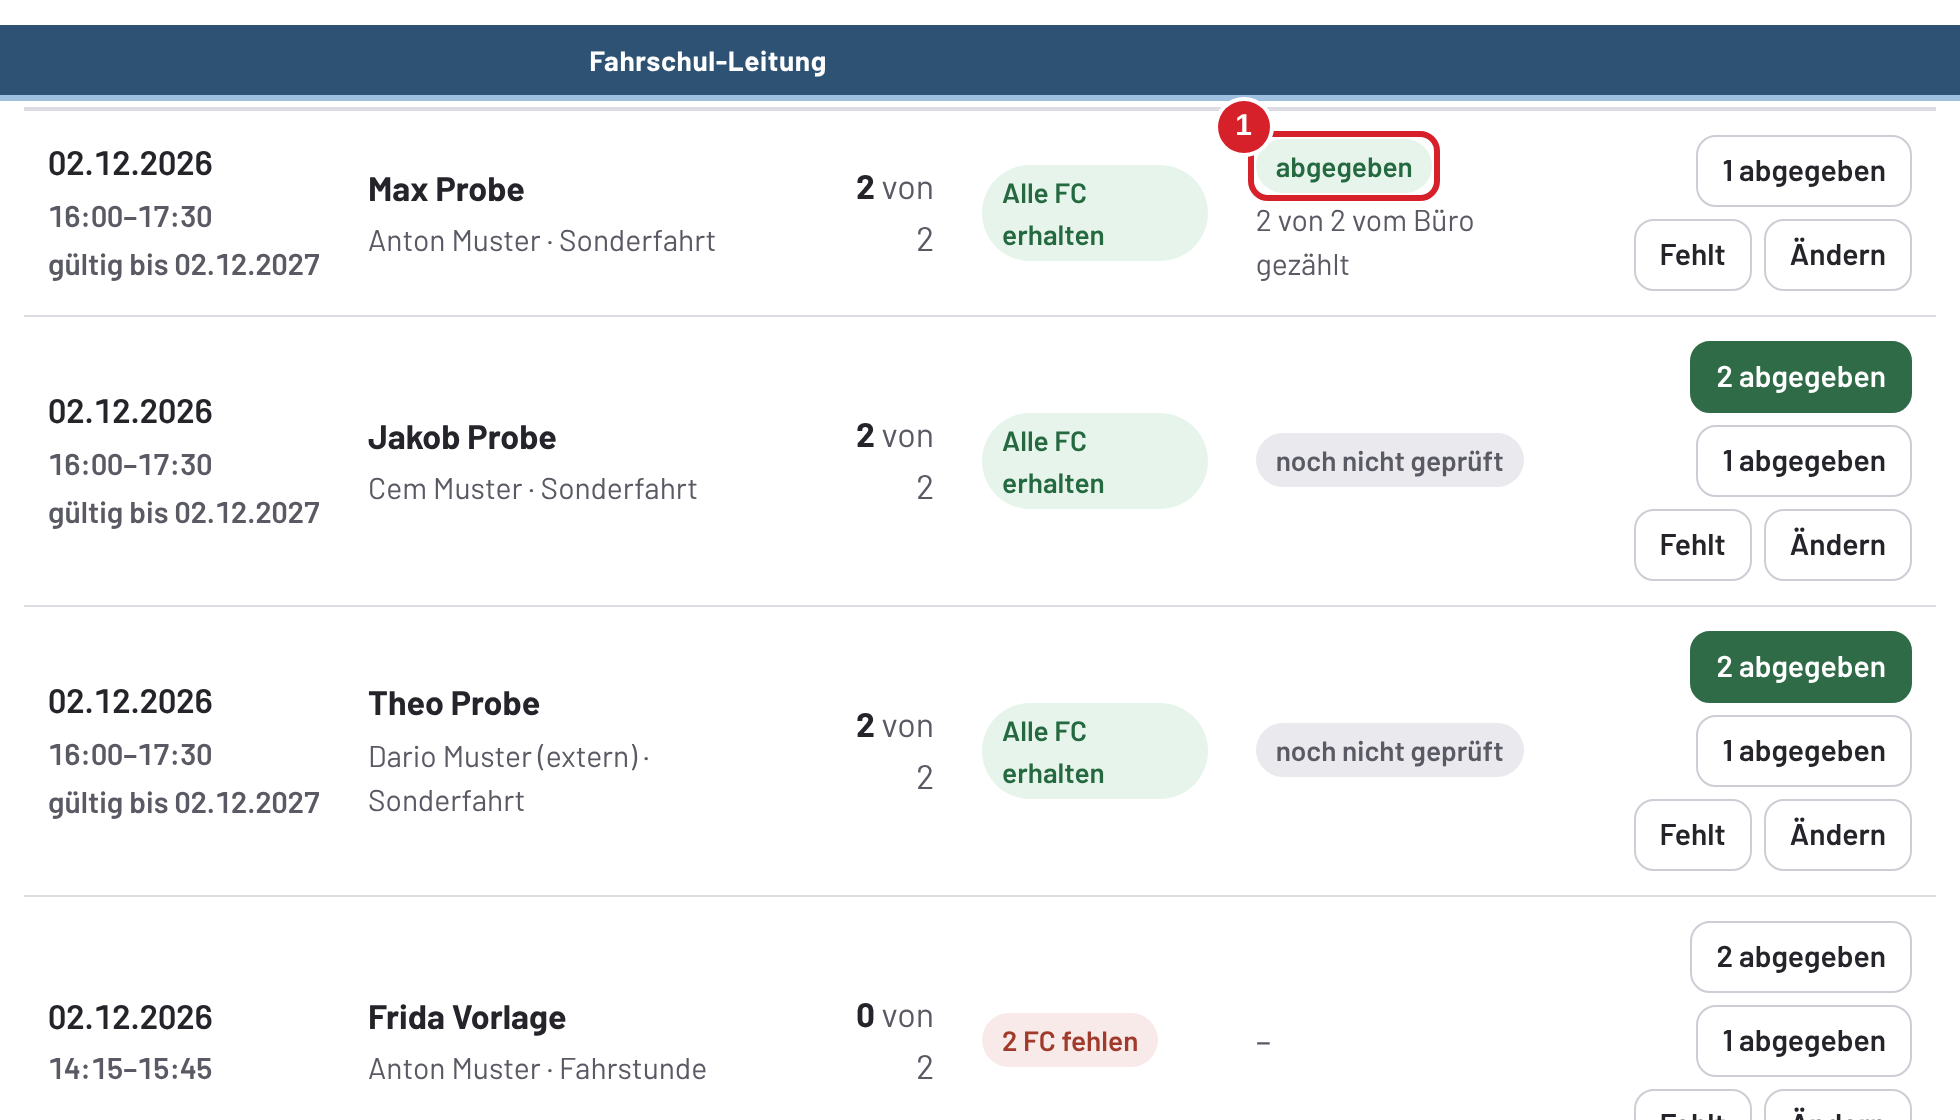 Fahrschul-Leitung
1
02.12.2026
16:00–17:30
gültig bis 02.12.2027
Max Probe
Anton Muster · Sonderfahrt
2 von
2
Alle FC
erhalten
abgegeben
2 von 2 vom Büro
gezählt
1 abgegeben
Fehlt
Ändern
02.12.2026
16:00–17:30
gültig bis 02.12.2027
Jakob Probe
Cem Muster · Sonderfahrt
2 von
2
Alle FC
erhalten
noch nicht geprüft
2 abgegeben
1 abgegeben
Fehlt
Ändern
02.12.2026
16:00–17:30
gültig bis 02.12.2027
Theo Probe
Dario Muster (extern) ·
Sonderfahrt
2 von
2
Alle FC
erhalten
noch nicht geprüft
2 abgegeben
1 abgegeben
Fehlt
Ändern
02.12.2026
14:15–15:45
Frida Vorlage
Anton Muster · Fahrstunde
0 von
2
2 FC fehlen
–
2 abgegeben
1 abgegeben